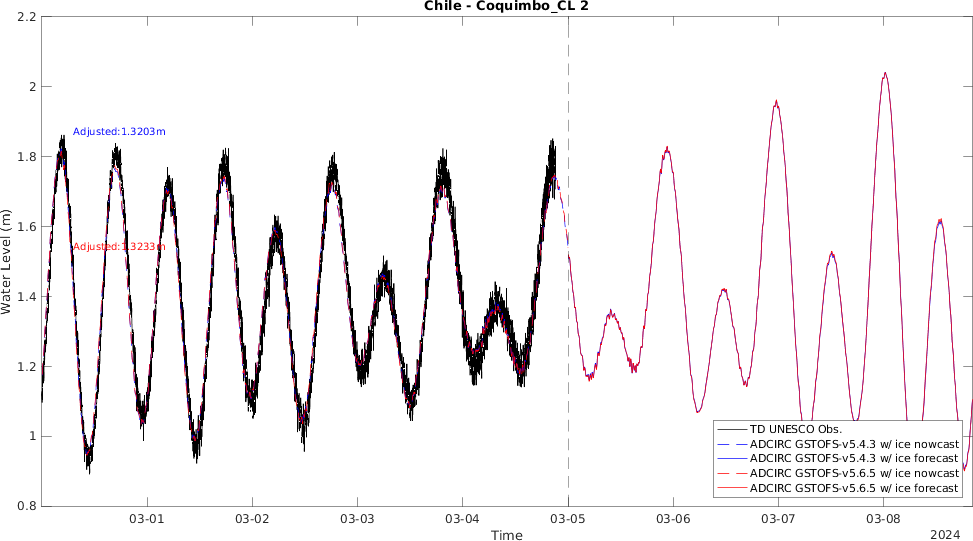 Chile - Coquimbo_CL 2
2.2
2
1.8
1.6
1.4
1.2
1
0.8
Water Level (m)
Adjusted:1.3203m
Adjusted:1.3233m
TD UNESCO Obs.
ADCIRC GSTOFS-v5.4.3 w/ ice nowcast
ADCIRC GSTOFS-v5.4.3 w/ ice forecast
ADCIRC GSTOFS-v5.6.5 w/ ice nowcast
ADCIRC GSTOFS-v5.6.5 w/ ice forecast
03-01 03-02 03-03 03-04 03-05 03-06 03-07 03-08
Time
2024